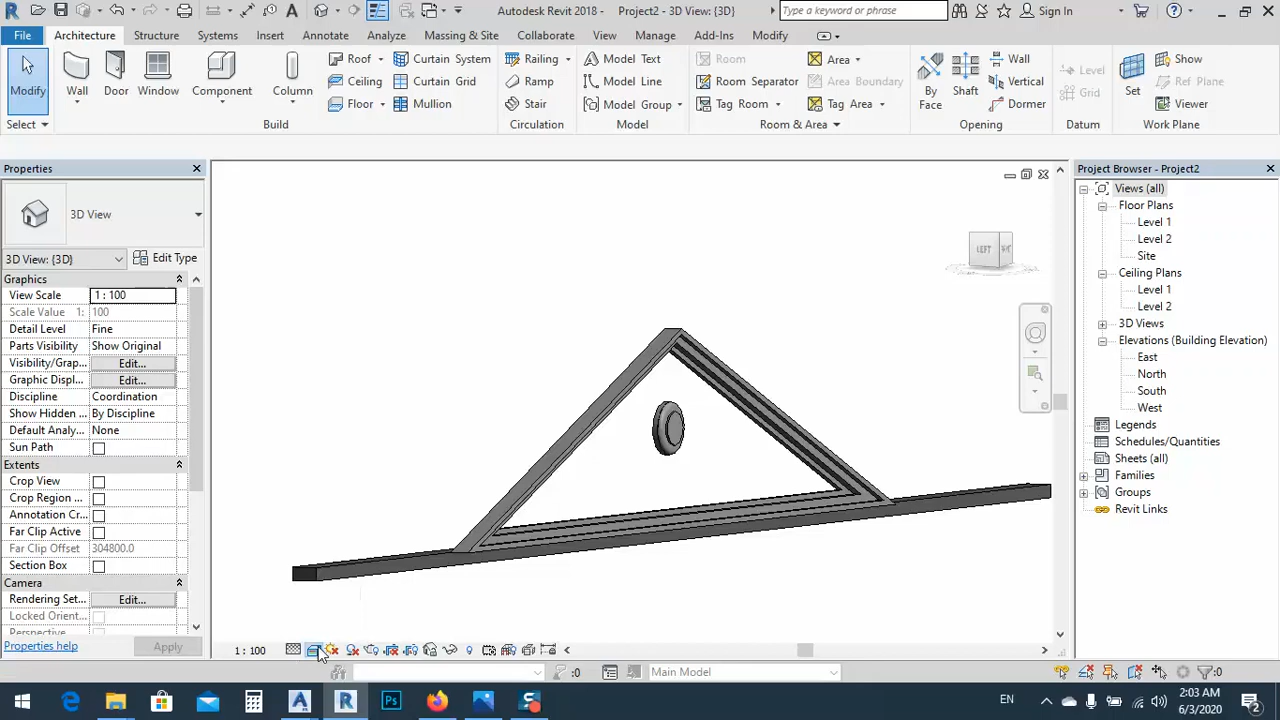 Autodesk Revit 2018 - Project2 - 3D View: {3D}
Type a keyword or phrase
Sign In
File Architecture Structure Systems Insert Annotate Analyze Massing & Site Collaborate View Manage Add-Ins Modify
Modify
Wall
Door
Window
Component
Column
Roof
Ceiling
Floor
Curtain System
Curtain Grid
Mullion
Railing
Ramp
Stair
Model Text
Model Line
Model Group
Room
Room Separator
Tag Room
Area
Area Boundary
Tag Area
By Face
Shaft
Wall
Vertical
Dormer
Level
Grid
Set
Show
Ref Plane
Viewer
Select
Build
Circulation
Model
Room & Area
Opening
Datum
Work Plane
Properties
3D View
3D View: {3D}
Edit Type
Graphics
View Scale 1 : 100
Scale Value 1: 100
Detail Level Fine
Parts Visibility Show Original
Visibility/Grap... Edit...
Graphic Displ... Edit...
Discipline Coordination
Show Hidden ... By Discipline
Default Analy... None
Sun Path
Extents
Crop View
Crop Region ...
Annotation Cr...
Far Clip Active
Far Clip Offset 304800.0
Section Box
Camera
Rendering Set... Edit...
Locked Orient...
Perspective
Properties help
Apply
LEFT
Project Browser - Project2
Views (all)
Floor Plans
Level 1
Level 2
Site
Ceiling Plans
Level 1
Level 2
3D Views
Elevations (Building Elevation)
East
North
South
West
Legends
Schedules/Quantities
Sheets (all)
Families
Groups
Revit Links
1 : 100
:0
Main Model
:0
EN
2:03 AM
6/3/2020
2